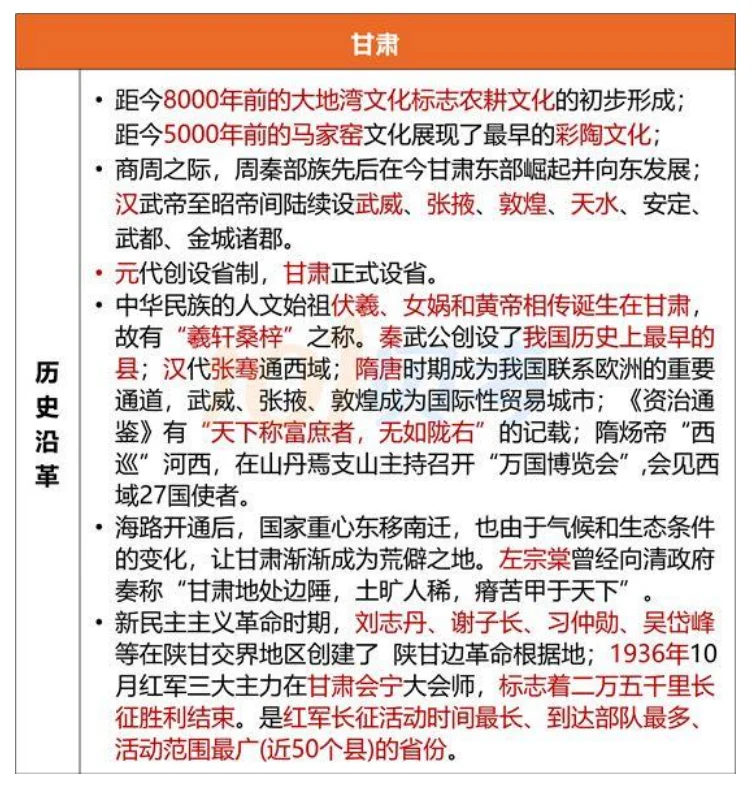 甘肃
历史沿革
• 距今8000年前的大地湾文化标志农耕文化的初步形成；
距今5000年前的马家窑文化展现了最早的彩陶文化；
• 商周之际，周秦部族先后在今甘肃东部崛起并向东发展；
汉武帝至昭帝间陆续设武威、张掖、敦煌、天水、安定、
武都、金城诸郡。
• 元代创设省制，甘肃正式设省。
• 中华民族的人文始祖伏羲、女娲和黄帝相传诞生在甘肃，
故有“羲轩桑梓”之称。秦武公创设了我国历史上最早的
县；汉代张骞通西域；隋唐时期成为我国联系欧洲的重要
通道，武威、张掖、敦煌成为国际性贸易城市；《资治通
鉴》有“天下称富庶者，无如陇右”的记载；隋炀帝“西
巡”河西，在山丹焉支山主持召开“万国博览会”,会见西
域27国使者。
• 海路开通后，国家重心东移南迁，也由于气候和生态条件
的变化，让甘肃渐渐成为荒僻之地。左宗棠曾经向清政府
奏称“甘肃地处边陲，土旷人稀，瘠苦甲于天下”。
• 新民主主义革命时期，刘志丹、谢子长、习仲勋、吴岱峰
等在陕甘交界地区创建了 陕甘边革命根据地；1936年10
月红军三大主力在甘肃会宁大会师，标志着二万五千里长
征胜利结束。是红军长征活动时间最长、到达部队最多、
活动范围最广(近50个县)的省份。